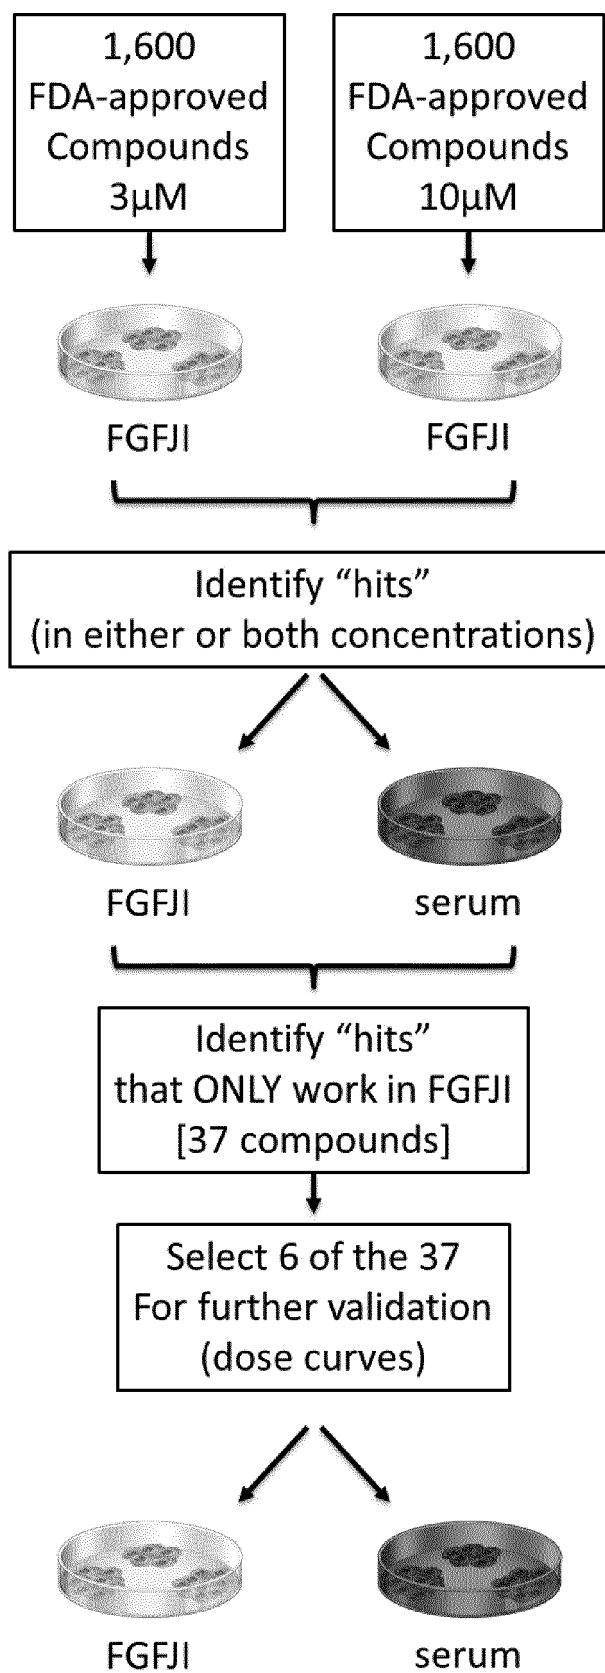 1,600
FDA-approved
Compounds
3µM
1,600
FDA-approved
Compounds
10µM
FGFJI
FGFJI
Identify “hits”
(in either or both concentrations)
FGFJI
serum
Identify “hits”
that ONLY work in FGFJI
[37 compounds]
Select 6 of the 37
For further validation
(dose curves)
FGFJI
serum